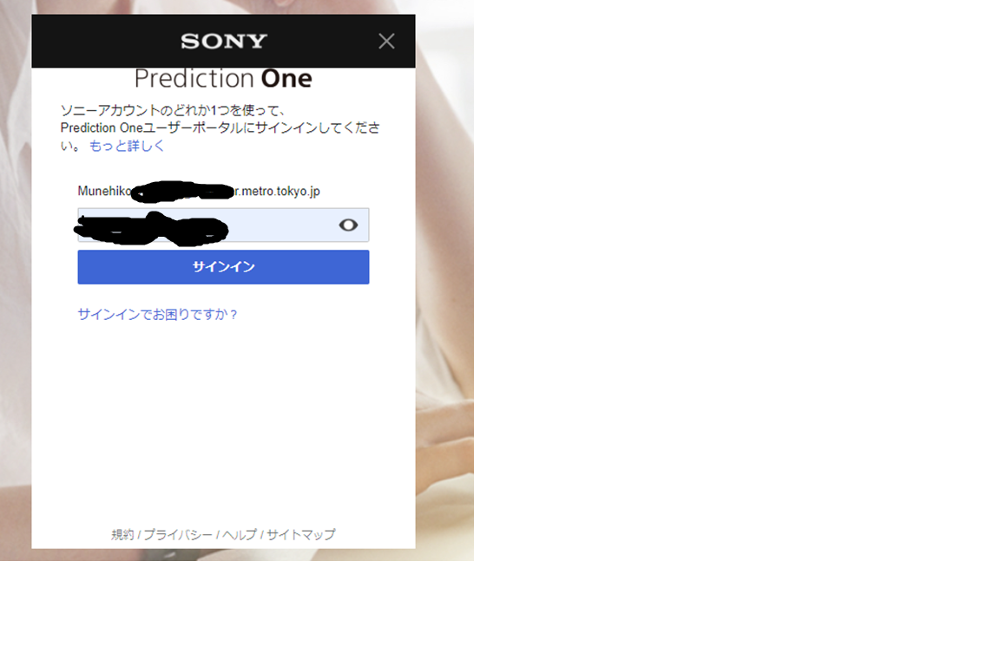 SONY
Prediction One
ソニーアカウントのどれか1つを使って、
Prediction Oneユーザーポータルにサインインしてくださ
い。 もっと詳しく
Munehiko r.metro.tokyo.jp
サインイン
サインインでお困りですか？
規約 / プライバシー / ヘルプ / サイトマップ